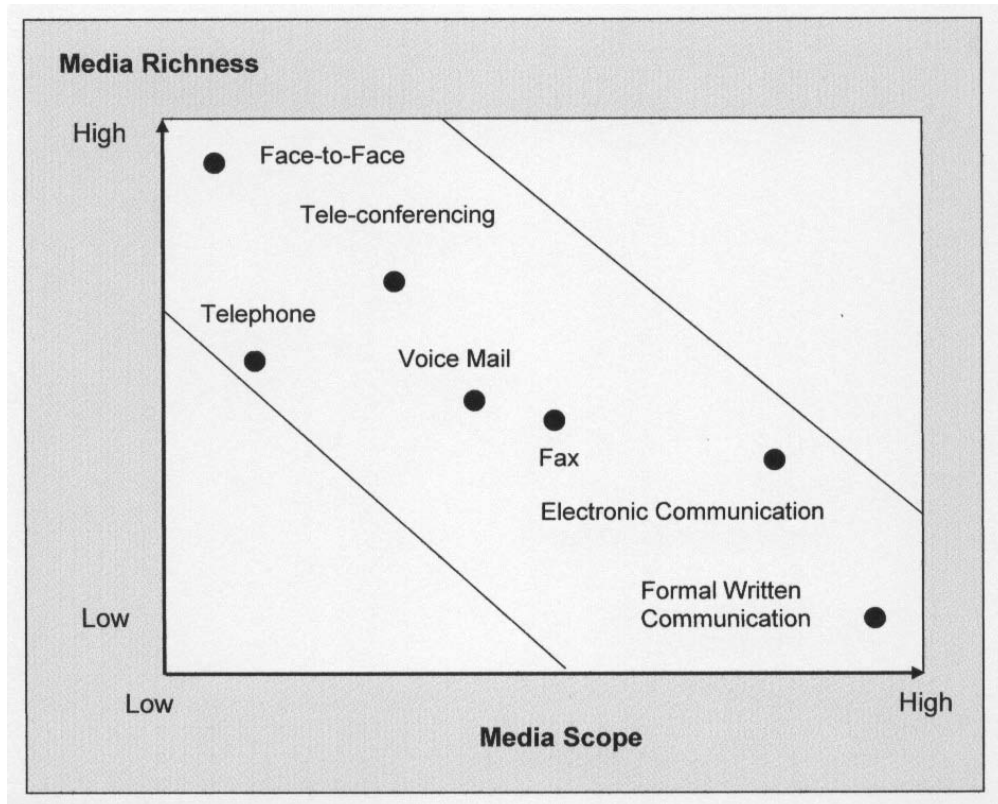 Media Richness
High
Face-to-Face
Tele-conferencing
Telephone
Voice Mail
Fax
Electronic Communication
Formal Written
Communication
Low
Low
High
Media Scope